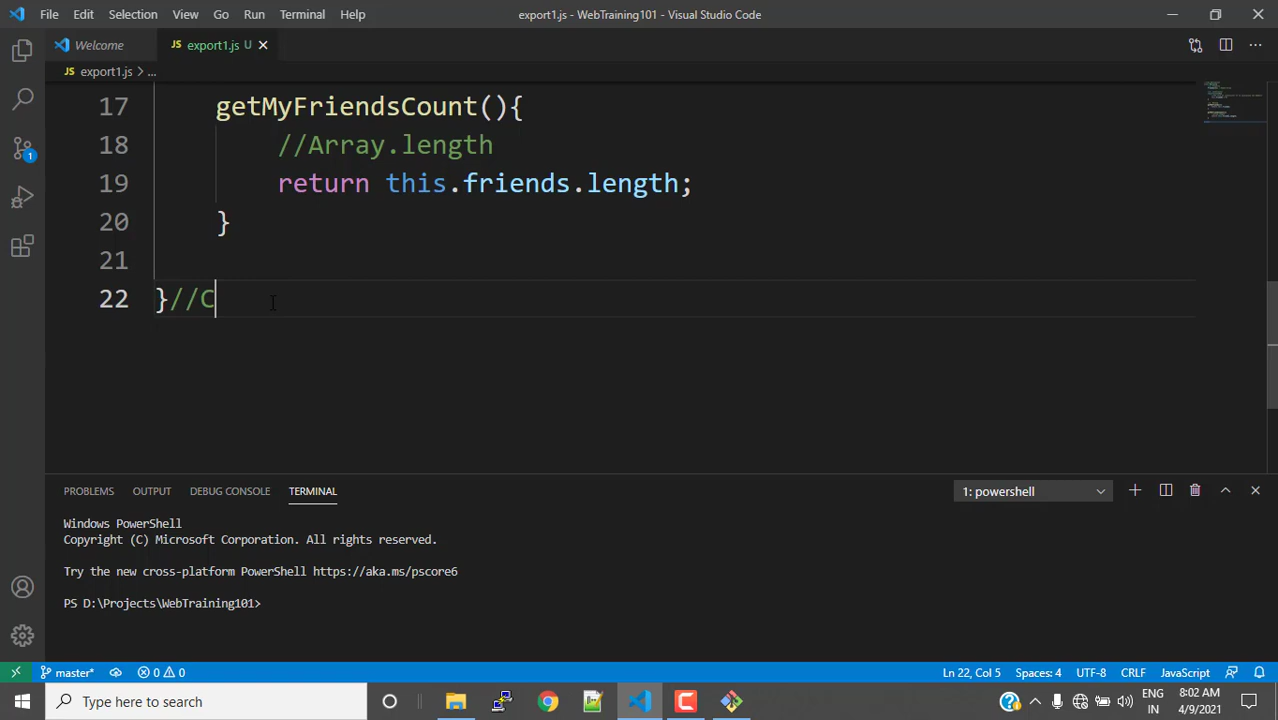 File Edit Selection View Go Run Terminal Help export1.js - WebTraining101 - Visual Studio Code
Welcome JS export1.js U
JS export1.js > ...
17 getMyFriendsCount(){
18 //Array.length
19 return this.friends.length;
20 }
21
22 }//C
PROBLEMS OUTPUT DEBUG CONSOLE TERMINAL 1: powershell
Windows PowerShell
Copyright (C) Microsoft Corporation. All rights reserved.
Try the new cross-platform PowerShell https://aka.ms/pscore6
PS D:\Projects\WebTraining101>
1
master* 0 0 Ln 22, Col 5 Spaces: 4 UTF-8 CRLF JavaScript
Type here to search ENG 8:02 AM
IN 4/9/2021